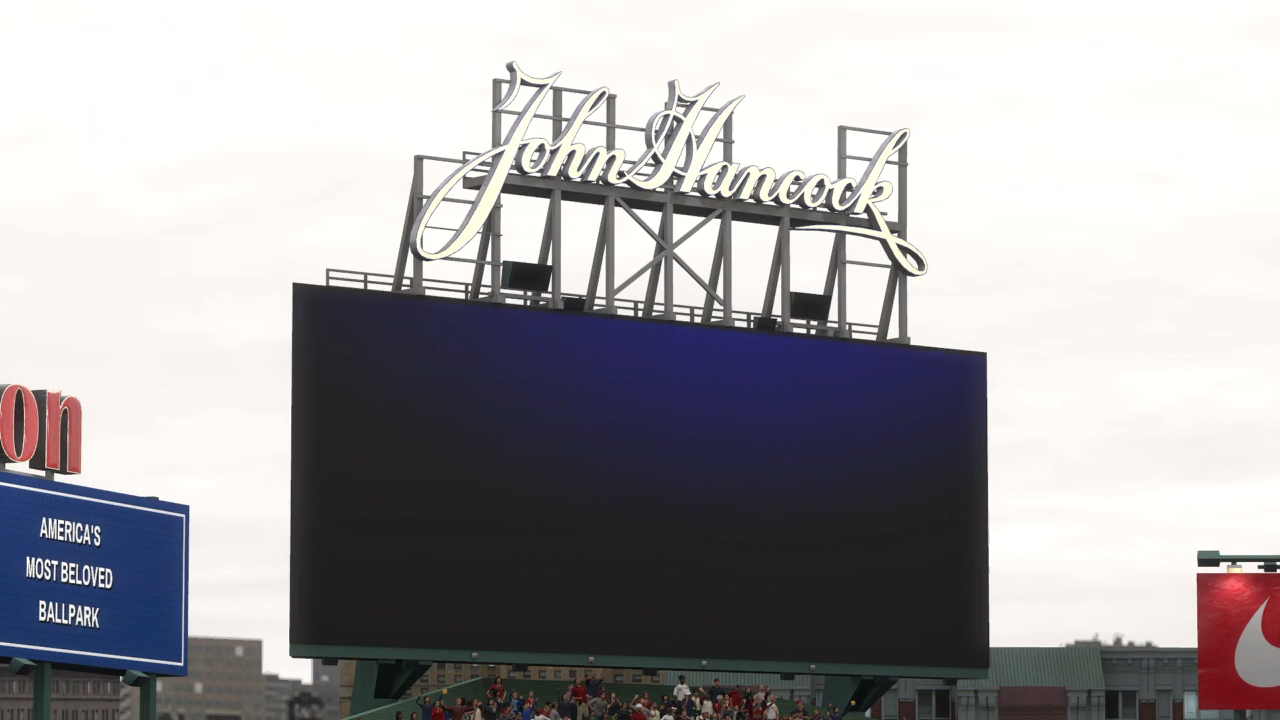 John Hancock
on
AMERICA'S
MOST BELOVED
BALLPARK